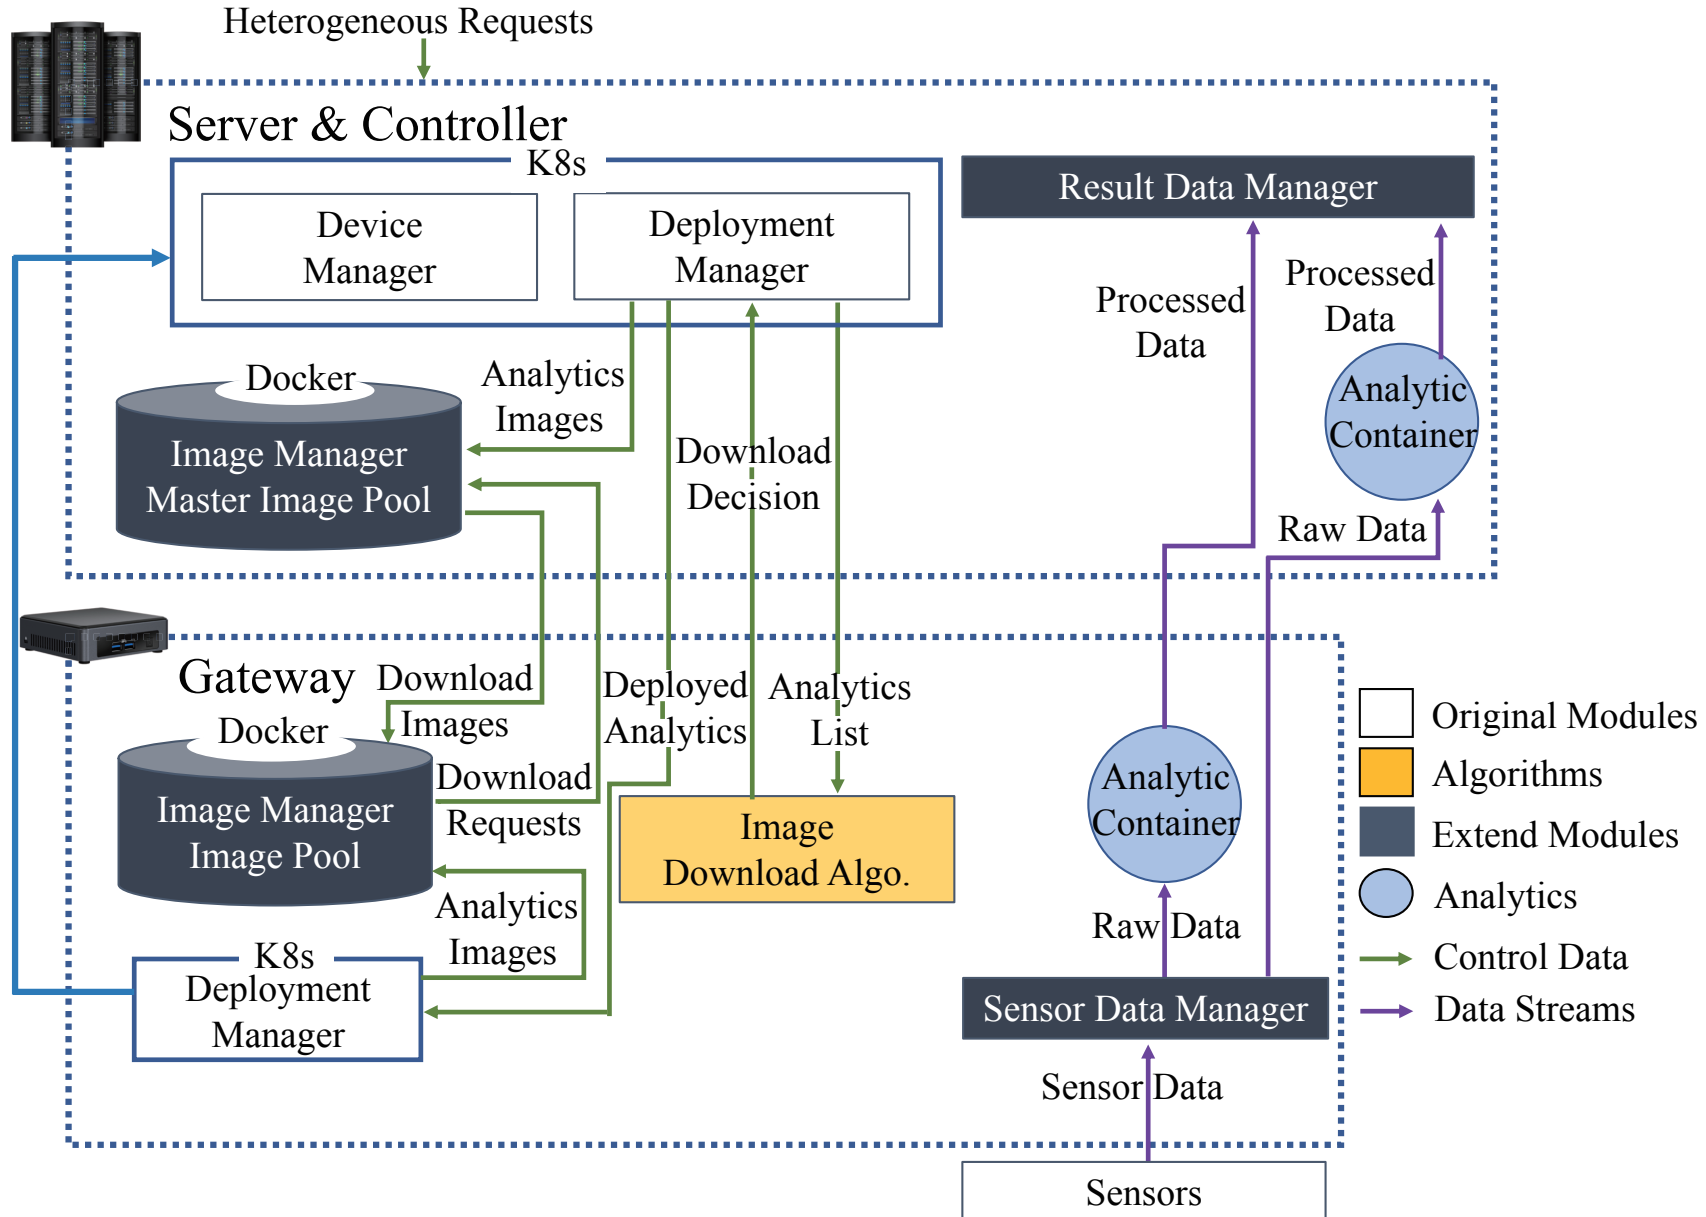 Heterogeneous Requests
Server & Controller
K8s
Device
Manager
Deployment
Manager
Result Data Manager
Processed
Data
Processed
Data
Analytic
Container
Raw Data
Docker
Image Manager
Master Image Pool
Analytics
Images
Download
Decision
Gateway
Download
Images
Docker
Image Manager
Image Pool
Download
Requests
Deployed
Analytics
Analytics
List
Image
Download Algo.
Analytics
Images
K8s
Deployment
Manager
Analytic
Container
Raw Data
Sensor Data Manager
Sensor Data
Sensors
Original Modules
Algorithms
Extend Modules
Analytics
Control Data
Data Streams